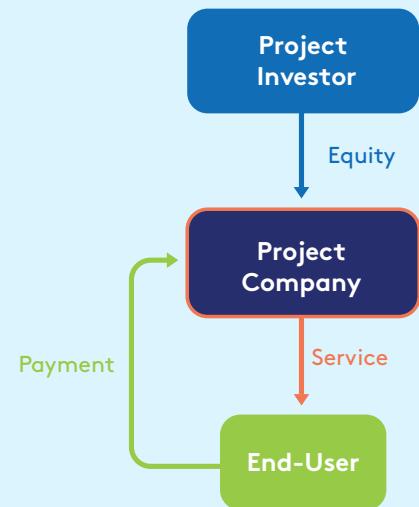 Project
Investor
Equity
Project
Company
Payment
Service
End-User